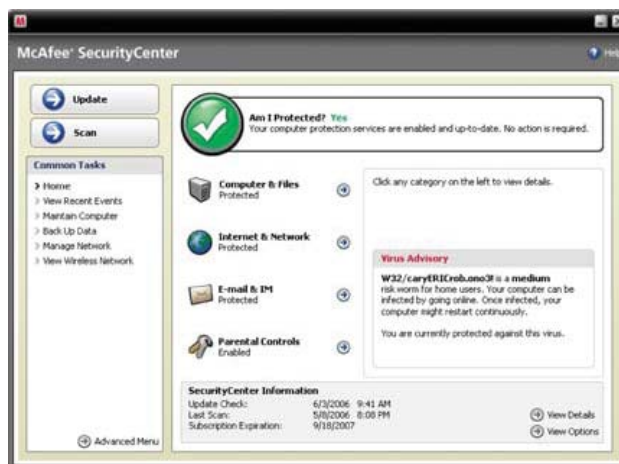 McAfee® SecurityCenter
Help
Update
Scan
Common Tasks
Home
View Recent Events
Maintain Computer
Back Up Data
Manage Network
View Wireless Network
Advanced Menu
Am I Protected? Yes
Your computer protection services are enabled and up-to-date. No action is required.
Computer & Files
Protected
Internet & Network
Protected
E-mail & IM
Protected
Parental Controls
Enabled
Click any category on the left to view details.
Virus Advisory
is a medium
risk worm for home users. Your computer can be
infected by going online. Once infected, your
computer might restart continuously.
You are currently protected against this virus.
SecurityCenter Information
Update Check: 6/3/2006 9:41 AM
Last Scan: 5/8/2006 8:08 PM
Subscription Expiration: 9/18/2007
View Details
View Options